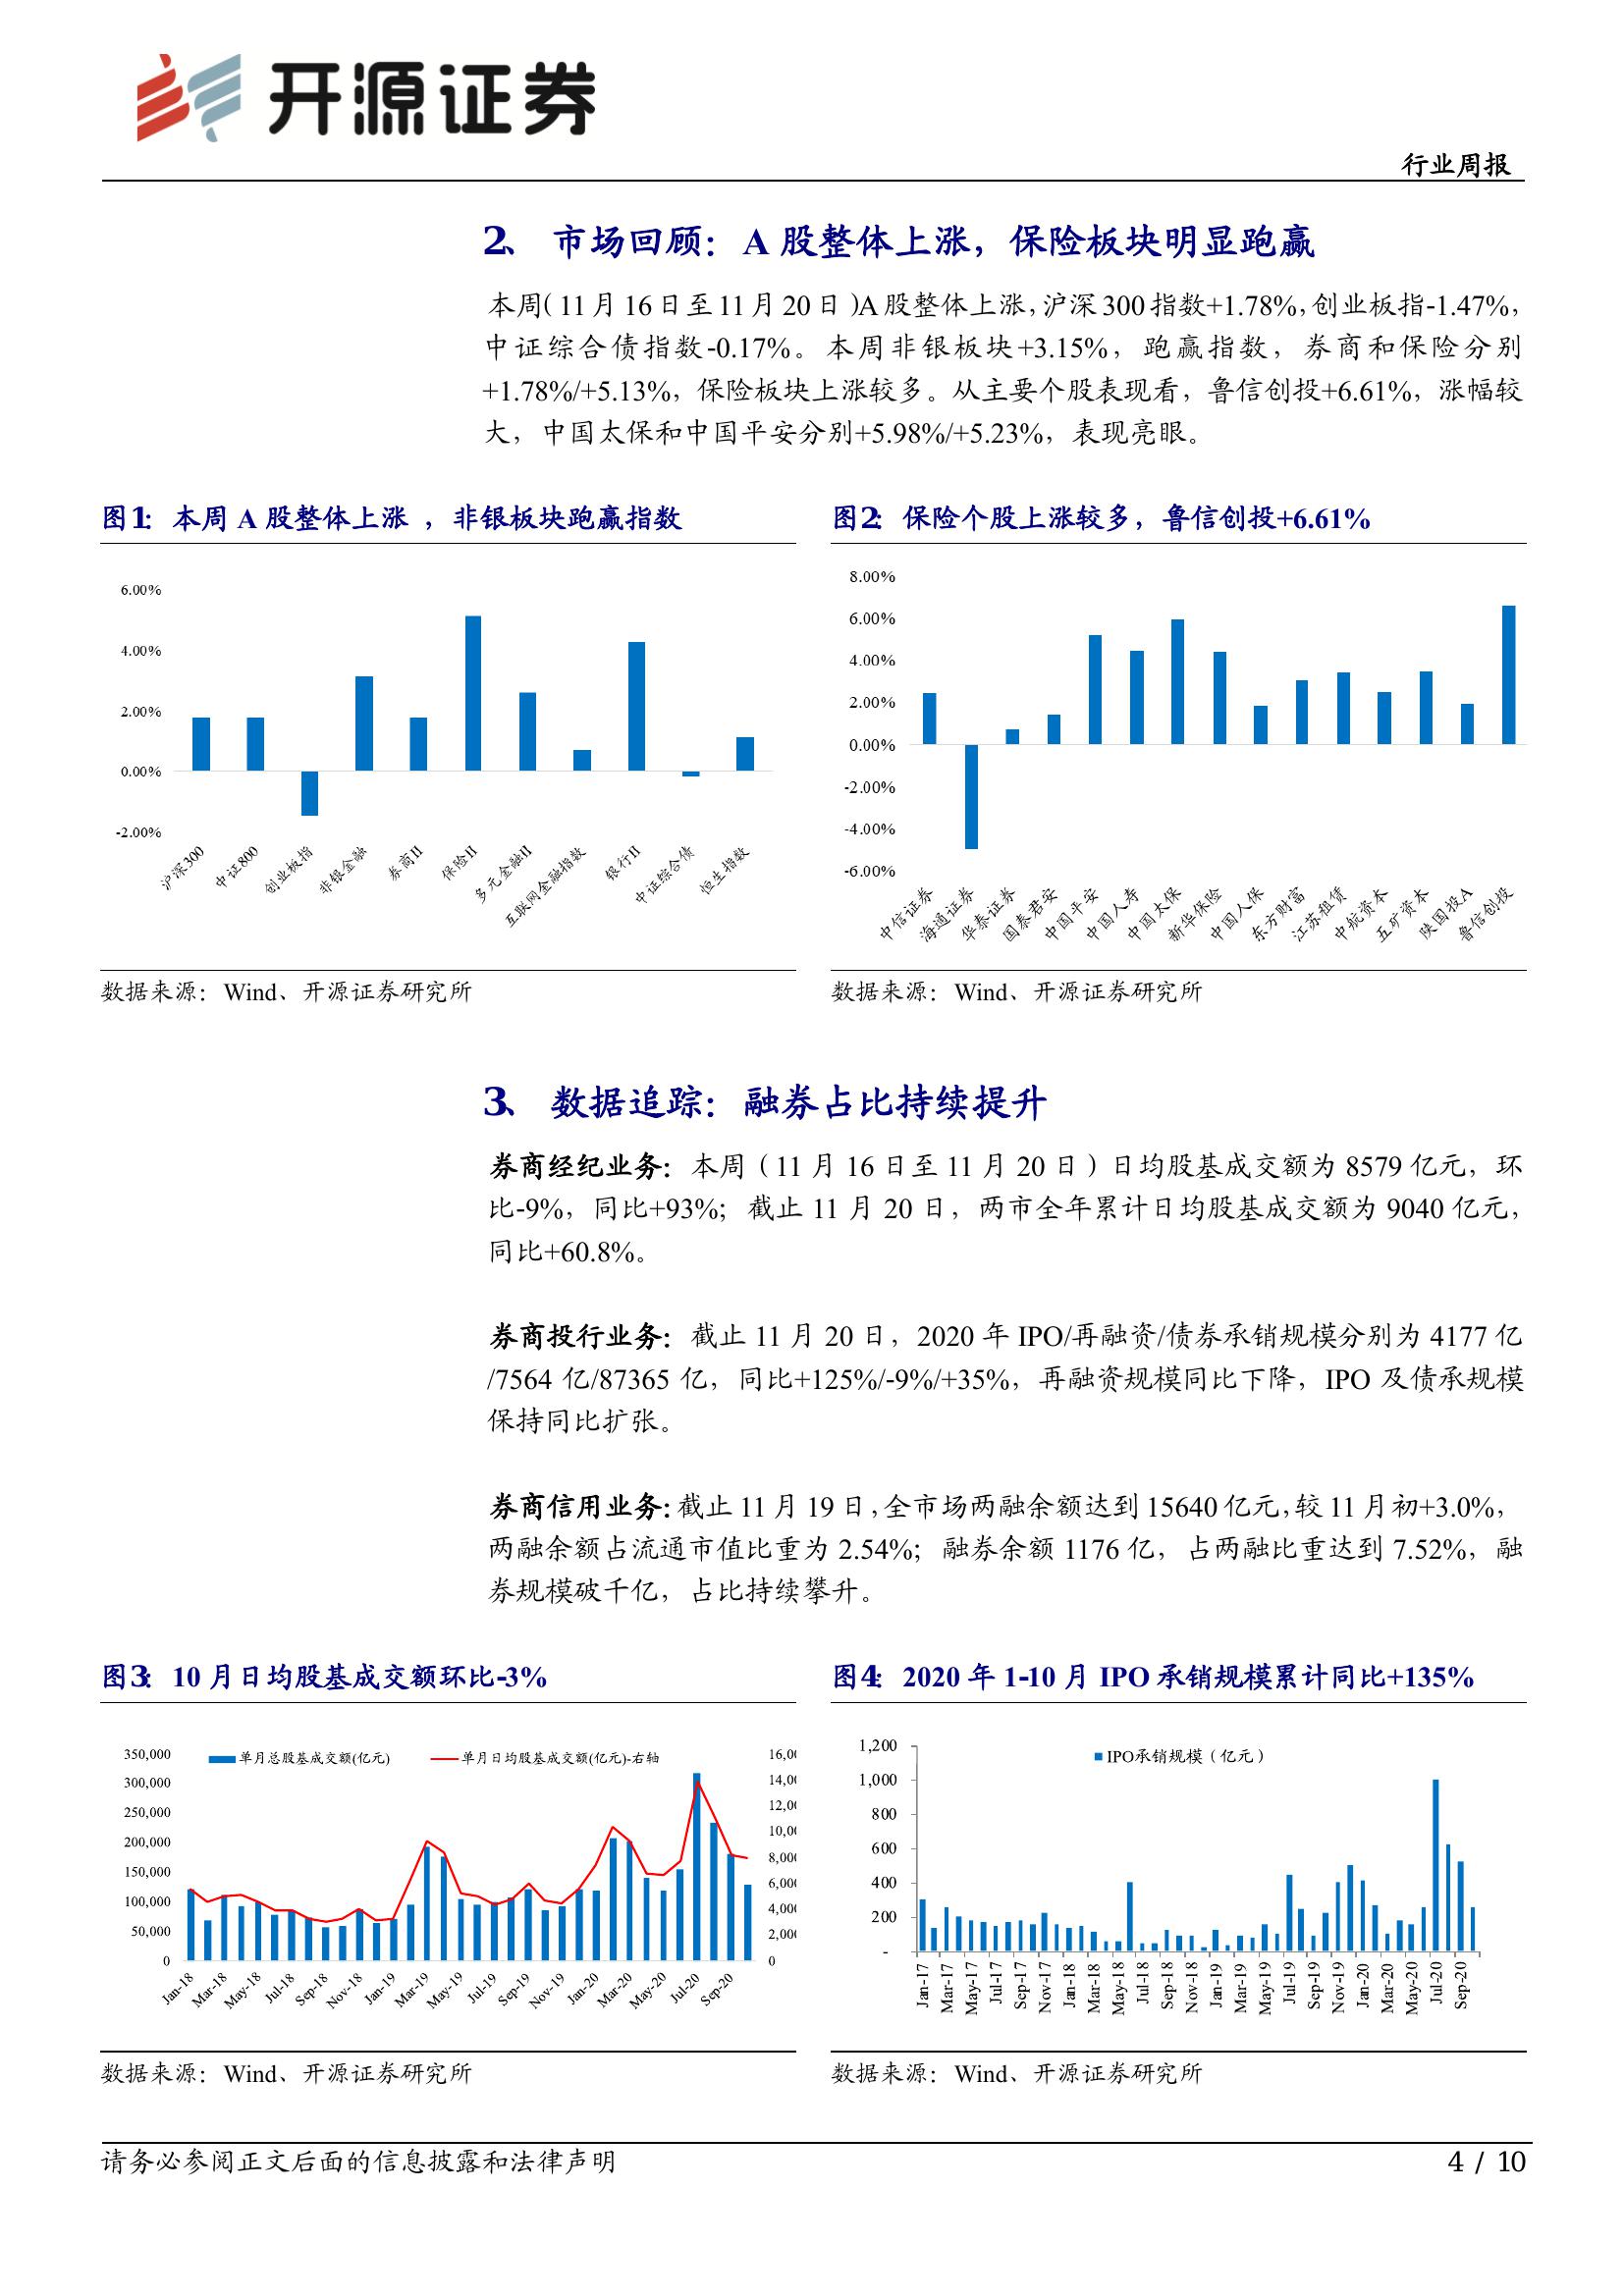 开源证券
行业周报
2、 市场回顾：A 股整体上涨，保险板块明显跑赢
本周（11 月 16 日至 11 月 20 日）A 股整体上涨，沪深 300 指数+1.78%，创业板指-1.47%，
中证综合债指数-0.17%。本周非银板块+3.15%，跑赢指数，券商和保险分别
+1.78%/+5.13%，保险板块上涨较多。从主要个股表现看，鲁信创投+6.61%，涨幅较
大，中国太保和中国平安分别+5.98%/+5.23%，表现亮眼。
图1： 本周 A 股整体上涨 ，非银板块跑赢指数
6.00%
4.00%
2.00%
0.00%
-2.00%
沪深300
中证800
创业板指
非银金融
券商II
保险II
多元金融II
互联网金融指数
银行II
中证综合债
恒生指数
数据来源：Wind、开源证券研究所
图2： 保险个股上涨较多，鲁信创投+6.61%
8.00%
6.00%
4.00%
2.00%
0.00%
-2.00%
-4.00%
-6.00%
中信证券
海通证券
华泰证券
国泰君安
中国平安
中国人寿
中国太保
新华保险
中国人保
东方财富
江苏租赁
中航资本
五矿资本
陕国投A
鲁信创投
数据来源：Wind、开源证券研究所
3、 数据追踪：融券占比持续提升
券商经纪业务：本周（11 月 16 日至 11 月 20 日）日均股基成交额为 8579 亿元，环
比-9%，同比+93%；截止 11 月 20 日，两市全年累计日均股基成交额为 9040 亿元，
同比+60.8%。
券商投行业务：截止 11 月 20 日，2020 年 IPO/再融资/债券承销规模分别为 4177 亿
/7564 亿/87365 亿，同比+125%/-9%/+35%，再融资规模同比下降，IPO 及债承规模
保持同比扩张。
券商信用业务：截止 11 月 19 日，全市场两融余额达到 15640 亿元，较 11 月初+3.0%，
两融余额占流通市值比重为 2.54%；融券余额 1176 亿，占两融比重达到 7.52%，融
券规模破千亿，占比持续攀升。
图3： 10 月日均股基成交额环比-3%
单月总股基成交额(亿元)
单月日均股基成交额(亿元)-右轴
350,000
300,000
250,000
200,000
150,000
100,000
50,000
0
16,00
14,00
12,00
10,00
8,000
6,000
4,000
2,000
0
Jan-18
Mar-18
May-18
Jul-18
Sep-18
Nov-18
Jan-19
Mar-19
May-19
Jul-19
Sep-19
Nov-19
Jan-20
Mar-20
May-20
Jul-20
Sep-20
数据来源：Wind、开源证券研究所
图4： 2020 年 1-10 月 IPO 承销规模累计同比+135%
IPO承销规模（亿元）
1,200
1,000
800
600
400
200
-
Jan-17
Mar-17
May-17
Jul-17
Sep-17
Nov-17
Jan-18
Mar-18
May-18
Jul-18
Sep-18
Nov-18
Jan-19
Mar-19
May-19
Jul-19
Sep-19
Nov-19
Jan-20
Mar-20
May-20
Jul-20
Sep-20
数据来源：Wind、开源证券研究所
请务必参阅正文后面的信息披露和法律声明
4 / 10